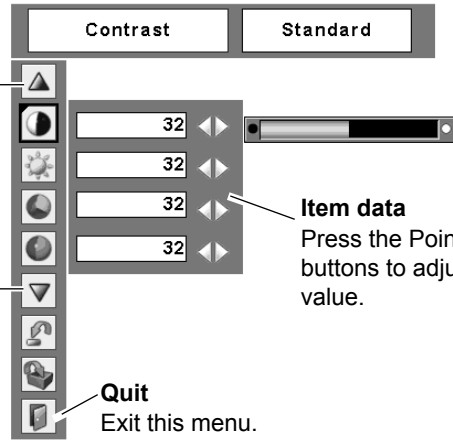 Contrast Standard
32
32
32
32
Item data
Press the Poin
buttons to adju
value.
Quit
Exit this menu.